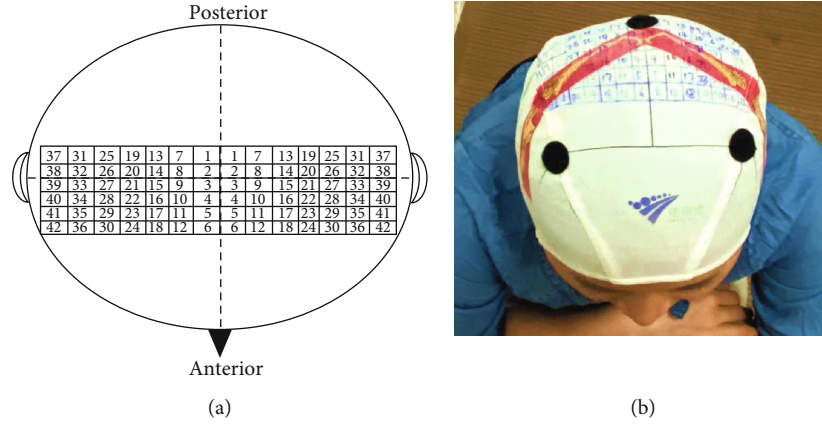 Posterior
37 31 25 19 13 7 1 1 7 13 19 25 31 37
38 32 26 20 14 8 2 2 8 14 20 26 32 38
39 33 27 21 15 9 3 3 9 15 21 27 33 39
40 34 28 22 16 10 4 4 10 16 22 28 34 40
41 35 29 23 17 11 5 5 11 17 23 29 35 41
42 36 30 24 18 12 6 6 12 18 24 30 36 42
Anterior
(a)
(b)